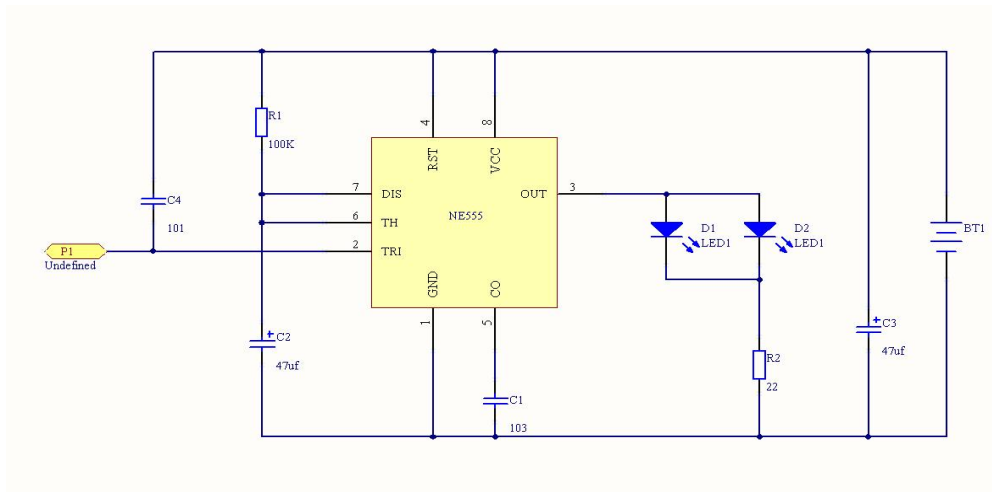 R1
100K
C4
101
P1
Undefined
4
RST
8
VCC
7
DIS
6
TH
2
TRI
NE555
OUT
3
GND
1
CO
5
D1
LED1
D2
LED1
BT1
C2
47uf
C3
47uf
R2
22
C1
103